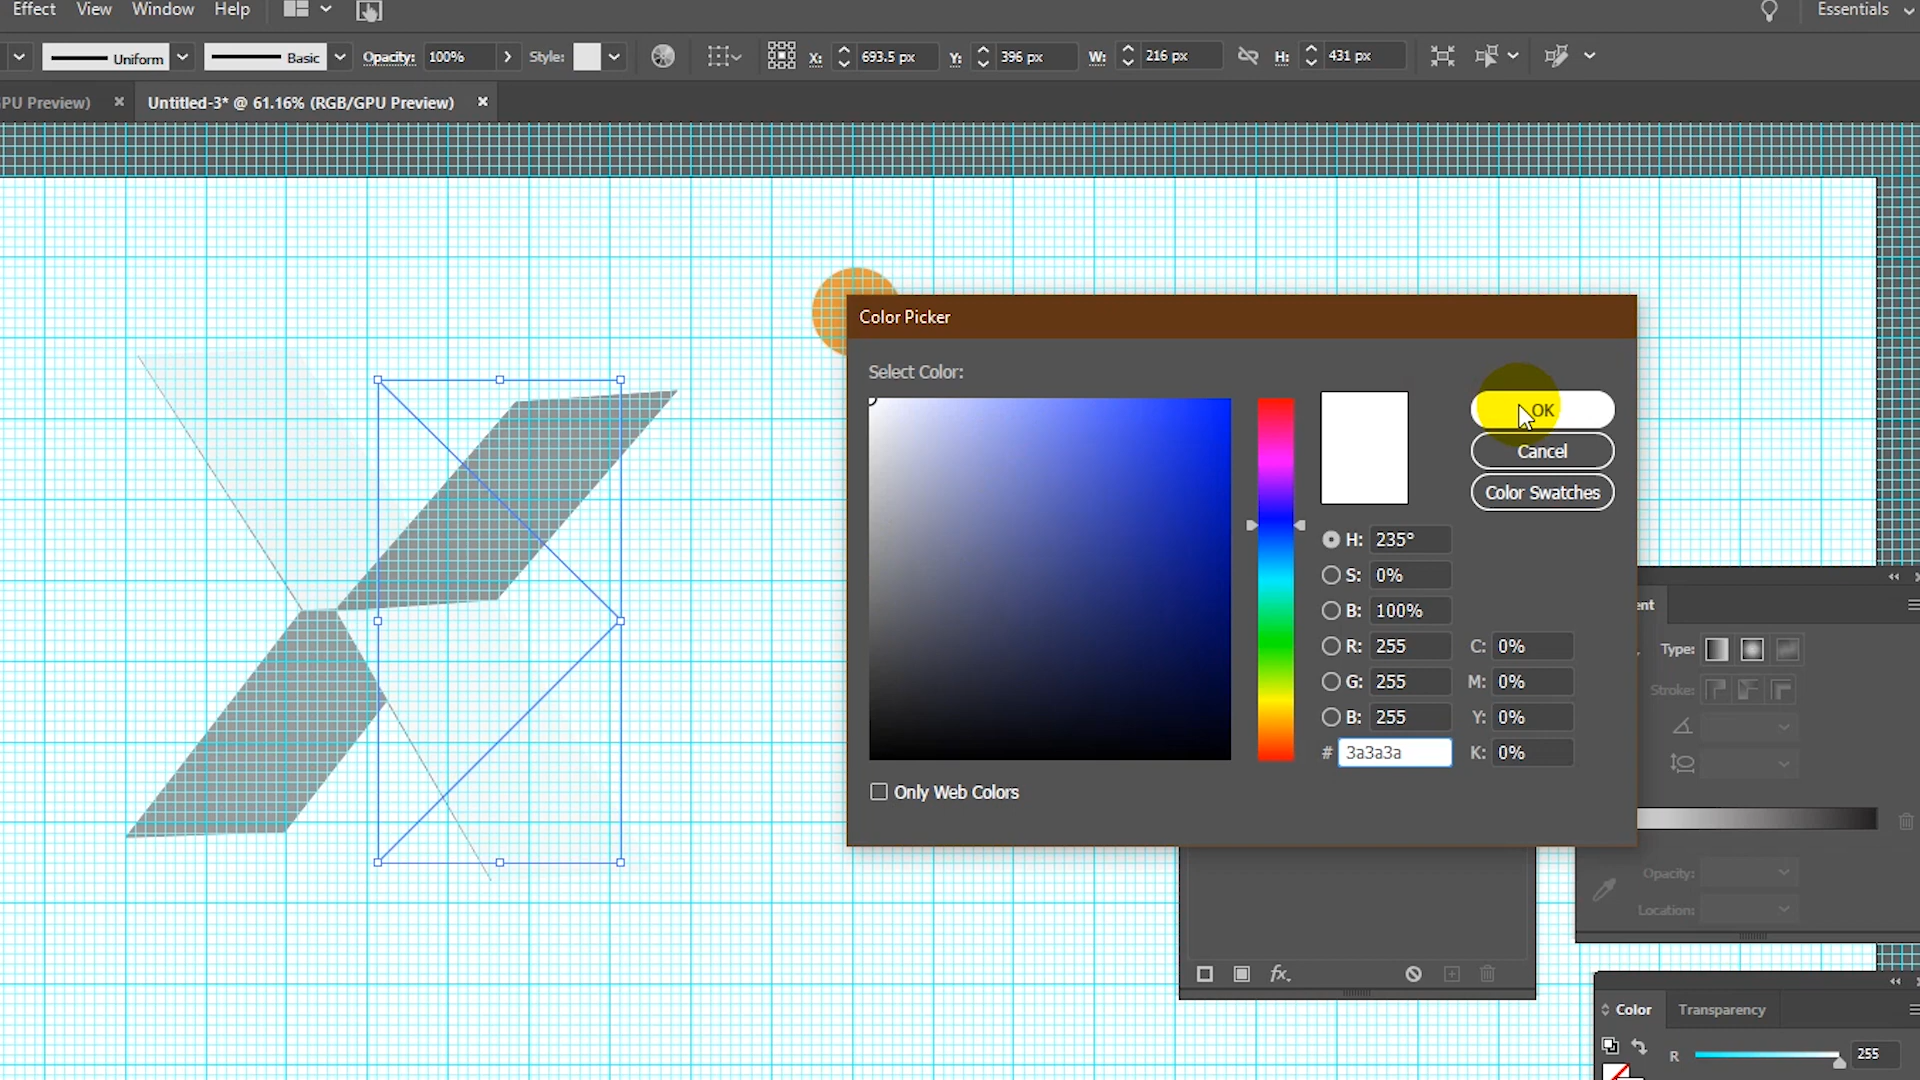 Effect View Window Help Essentials
Uniform Basic Opacity: 100% Style: X: 693.5 px Y: 396 px W: 216 px H: 431 px
PU Preview) × Untitled-3* @ 61.16% (RGB/GPU Preview) ×
Color Picker
Select Color:
OK
Cancel
Color Swatches
H: 235°
S: 0%
B: 100%
R: 255 C: 0%
G: 255 M: 0%
B: 255 Y: 0%
# 3a3a3a K: 0%
Only Web Colors
ent
Type:
Stroke:
Opacity:
Location:
fx.
Color Transparency
R 255